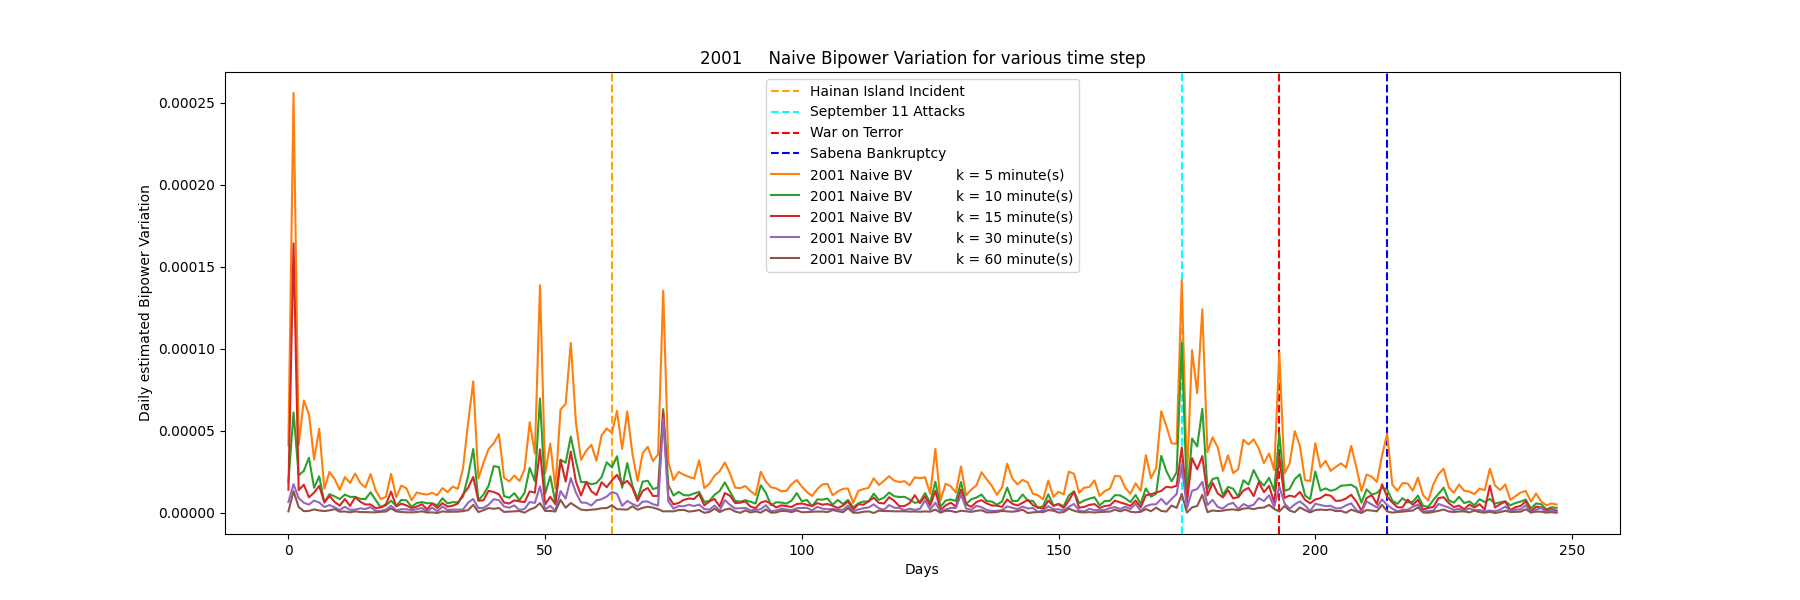 2001 Naive Bipower Variation for various time step
Daily estimated Bipower Variation
0.00025
0.00020
0.00015
0.00010
0.00005
0.00000
Hainan Island Incident
September 11 Attacks
War on Terror
Sabena Bankruptcy
2001 Naive BV k = 5 minute(s)
2001 Naive BV k = 10 minute(s)
2001 Naive BV k = 15 minute(s)
2001 Naive BV k = 30 minute(s)
2001 Naive BV k = 60 minute(s)
0 50 100 150 200 250
Days